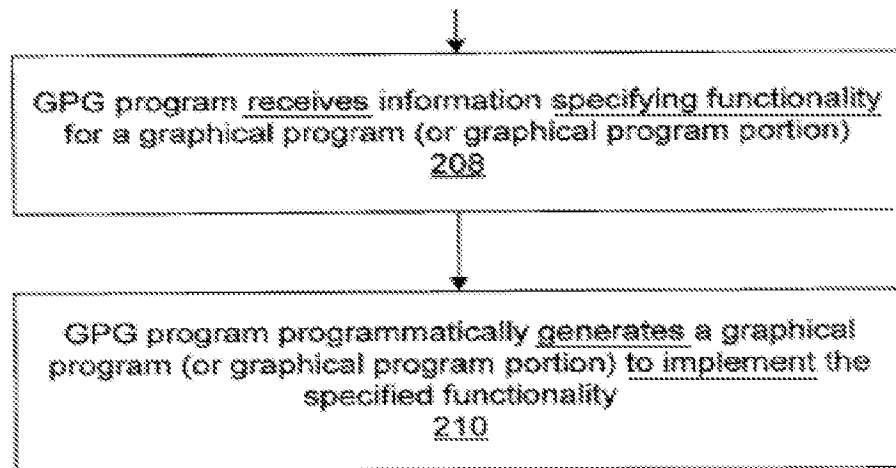 GPG program receives information specifying functionality
for a graphical program (or graphical program portion)
208
GPG program programmatically generates a graphical
program (or graphical program portion) to implement the
specified functionality
210